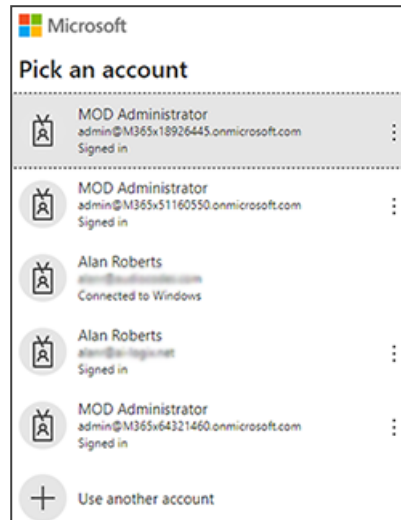 Microsoft
Pick an account
MOD Administrator
admin@M365x18926445.onmicrosoft.com
Signed in
MOD Administrator
admin@M365x51160550.onmicrosoft.com
Signed in
Alan Roberts
Connected to Windows
Alan Roberts
Signed in
MOD Administrator
admin@M365x64321460.onmicrosoft.com
Use another account